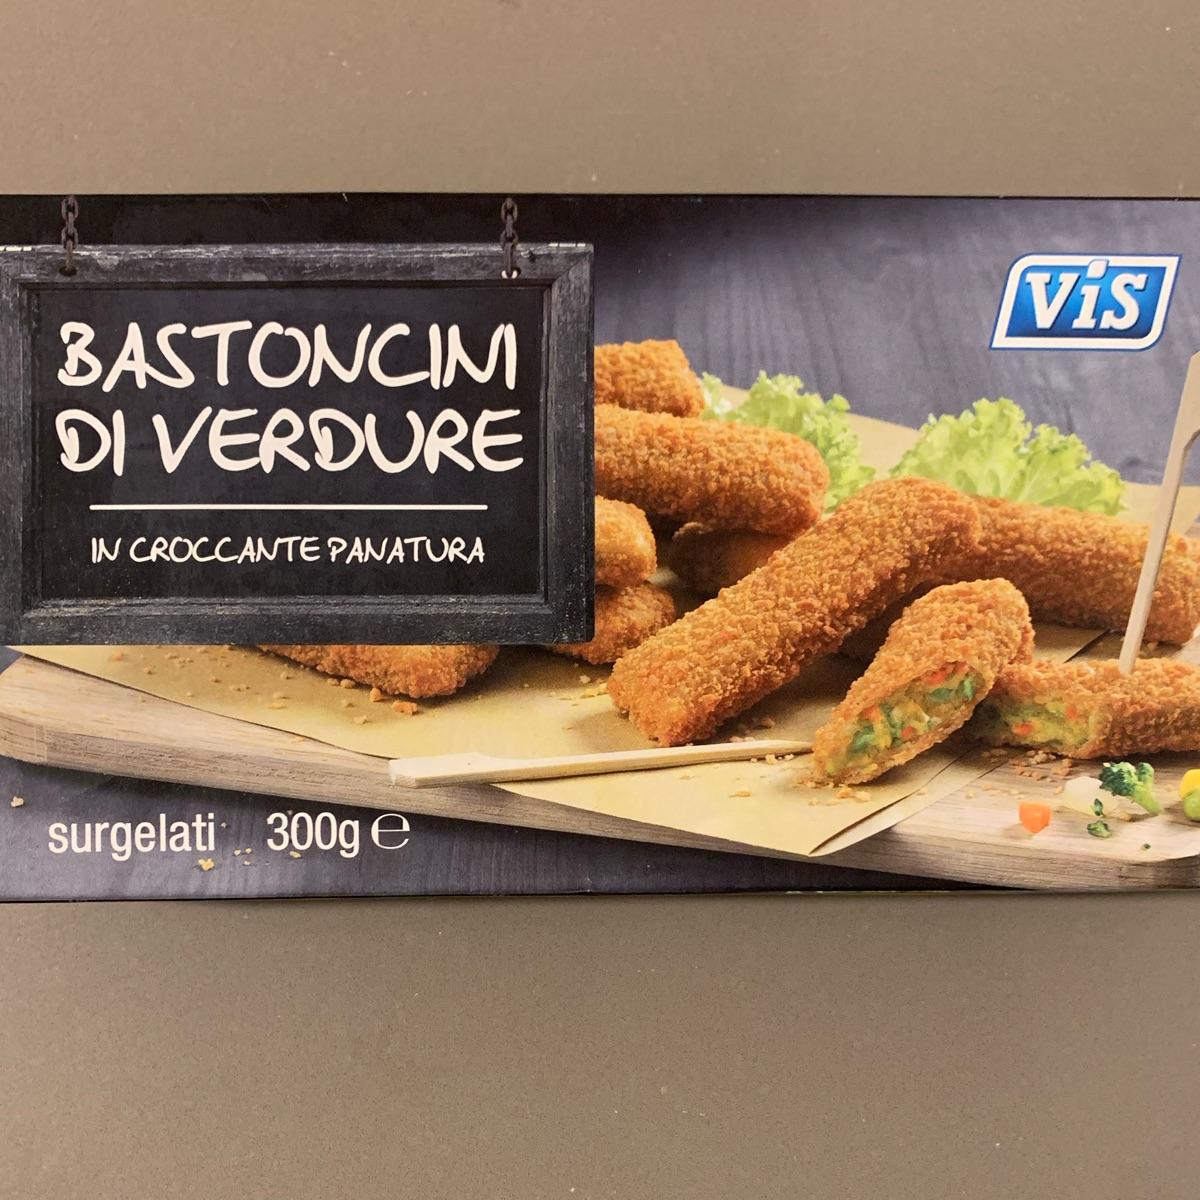 BASTONCINI
DI VERDURE
IN CROCCANTE PANATURA
ViS
surgelati 300g ℮